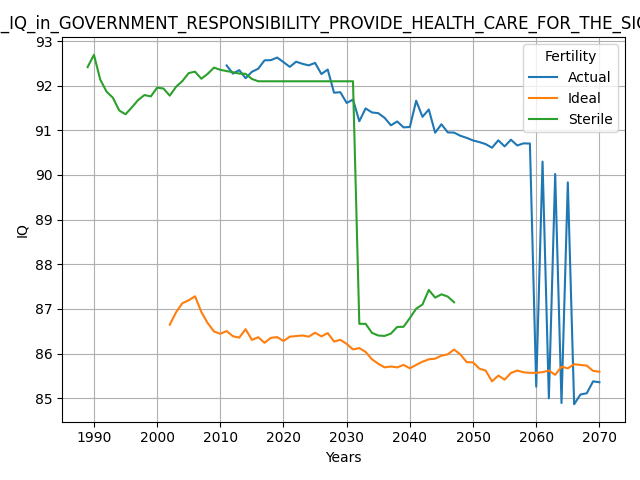 _IQ_in_GOVERNMENT_RESPONSIBILITY_PROVIDE_HEALTH_CARE_FOR_THE_SIC
Fertility
Actual
Ideal
Sterile
93
92
91
90
89
88
87
86
85
IQ
1990 2000 2010 2020 2030 2040 2050 2060 2070
Years